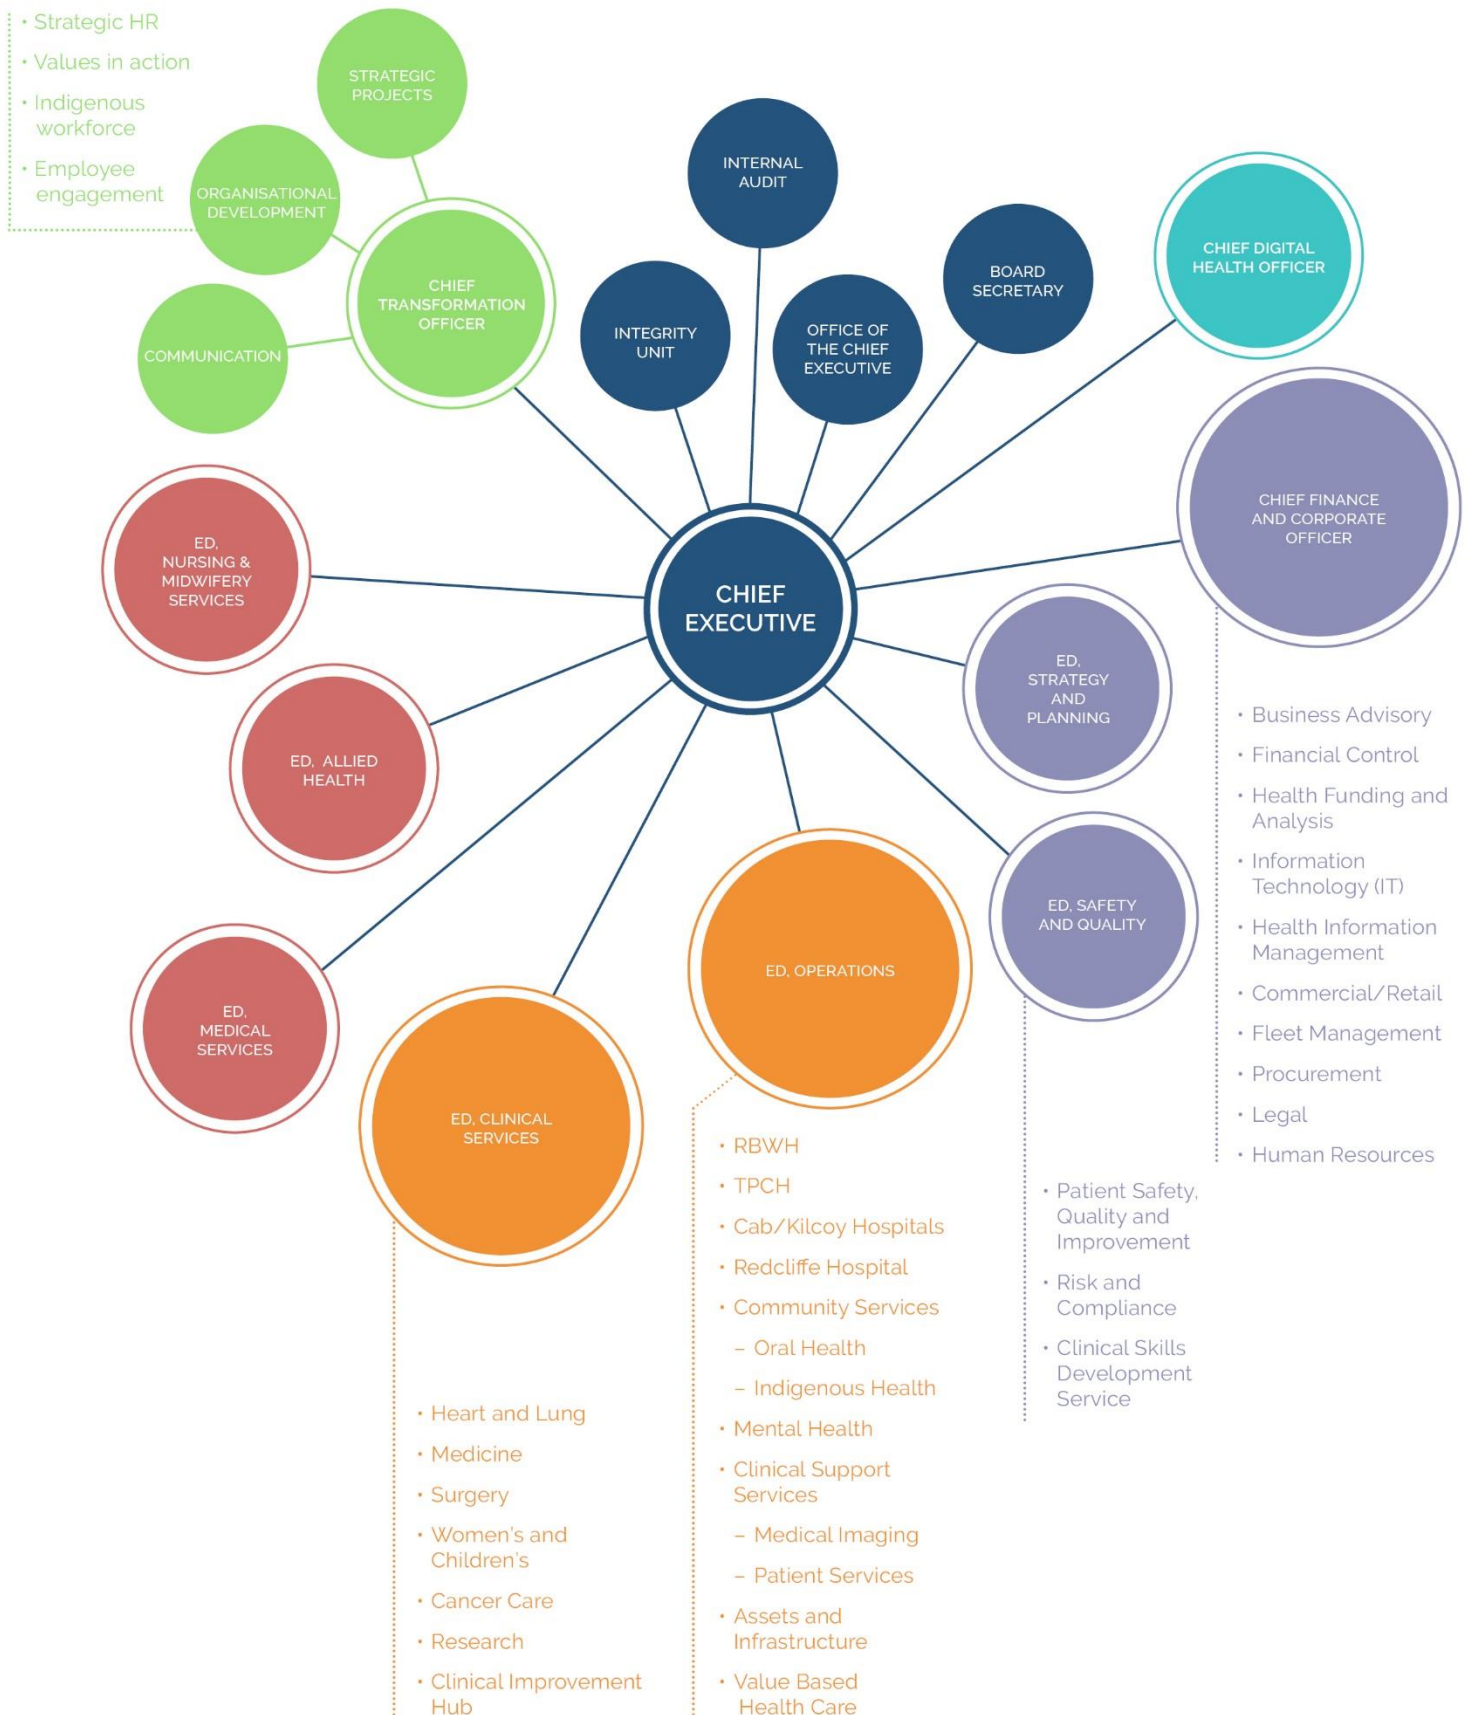 • Strategic HR
• Values in action
• Indigenous
workforce
• Employee
engagement
STRATEGIC
PROJECTS
ORGANISATIONAL
DEVELOPMENT
COMMUNICATION
CHIEF
TRANSFORMATION
OFFICER
INTEGRITY
UNIT
INTERNAL
AUDIT
OFFICE OF
THE CHIEF
EXECUTIVE
BOARD
SECRETARY
CHIEF DIGITAL
HEALTH OFFICER
CHIEF FINANCE
AND CORPORATE
OFFICER
• Business Advisory
• Financial Control
• Health Funding and
Analysis
• Information
Technology (IT)
• Health Information
Management
• Commercial/Retail
• Fleet Management
• Procurement
• Legal
• Human Resources
CHIEF
EXECUTIVE
ED,
STRATEGY
AND
PLANNING
ED, SAFETY
AND QUALITY
• Patient Safety,
Quality and
Improvement
• Risk and
Compliance
• Clinical Skills
Development
Service
ED,
NURSING &
MIDWIFERY
SERVICES
ED, ALLIED
HEALTH
ED,
MEDICAL
SERVICES
ED, CLINICAL
SERVICES
• Heart and Lung
• Medicine
• Surgery
• Women's and
Children's
• Cancer Care
• Research
• Clinical Improvement
Hub
ED, OPERATIONS
• RBWH
• TPCH
• Cab/Kilcoy Hospitals
• Redcliffe Hospital
• Community Services
– Oral Health
– Indigenous Health
• Mental Health
• Clinical Support
Services
– Medical Imaging
– Patient Services
• Assets and
Infrastructure
• Value Based
Health Care